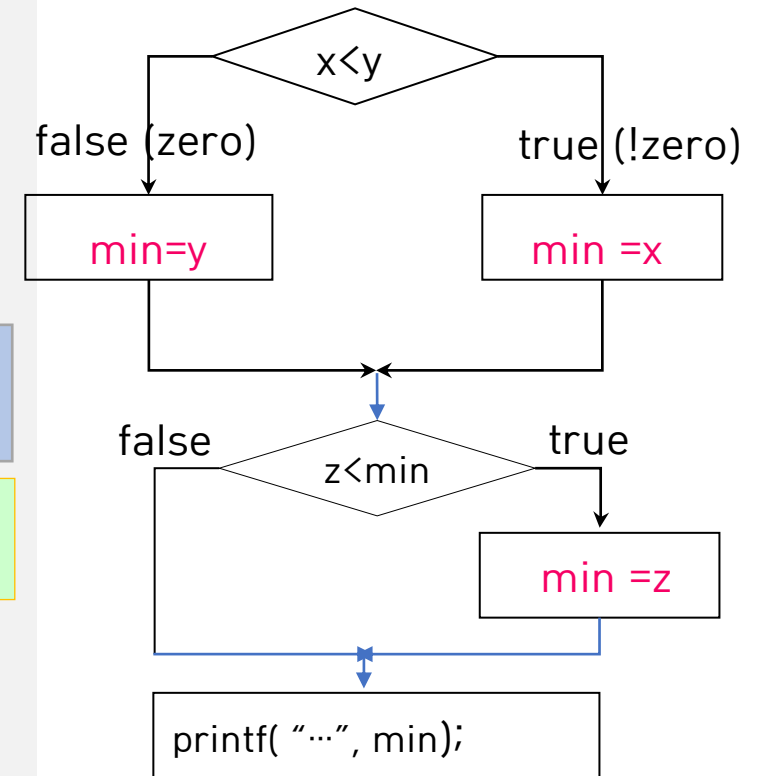 x<y
false (zero)
true (!zero)
min=y
min =x
false
true
z<min
min =z
printf( “…”, min);